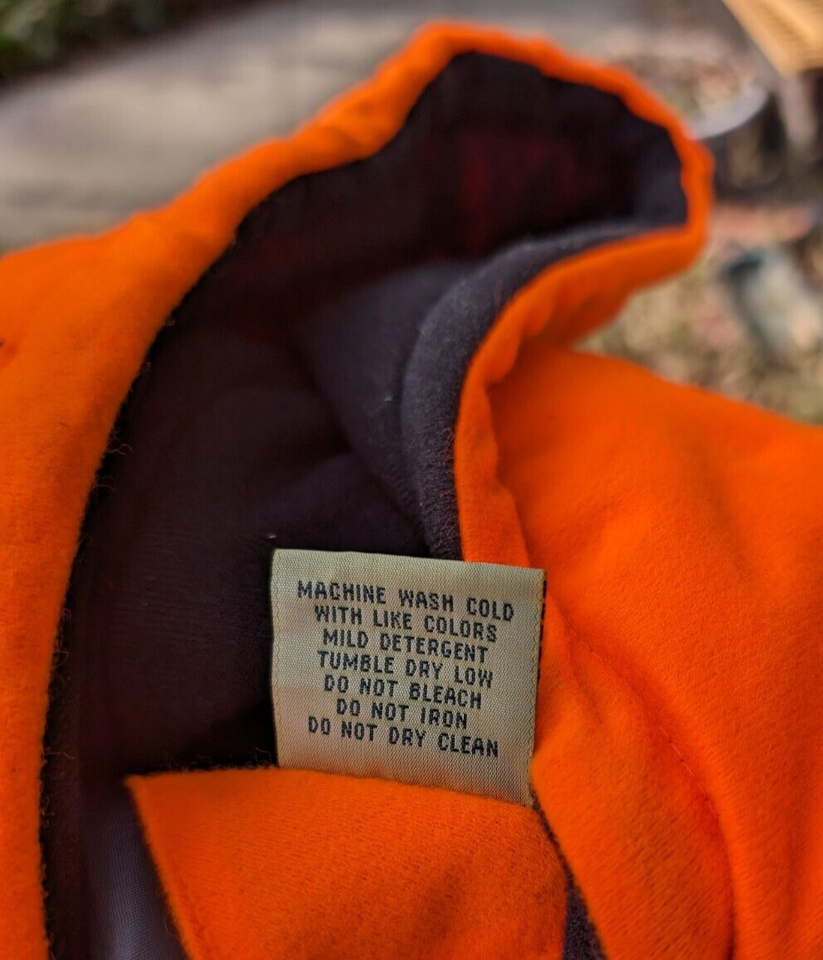 MACHINE WASH COLD
WITH LIKE COLORS
MILD DETERGENT
TUMBLE DRY LOW
DO NOT BLEACH
DO NOT IRON
DO NOT DRY CLEAN